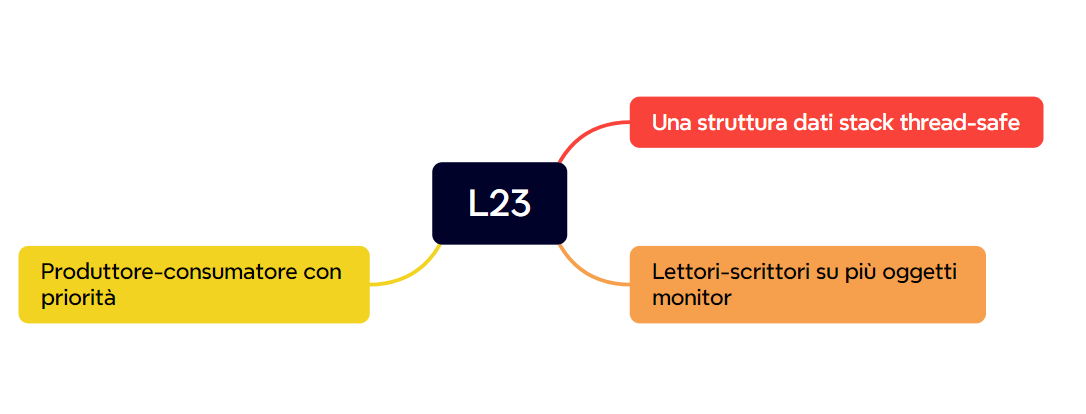 Una struttura dati stack thread-safe
L23
Produttore-consumatore con
priorità
Lettori-scrittori su più oggetti
monitor